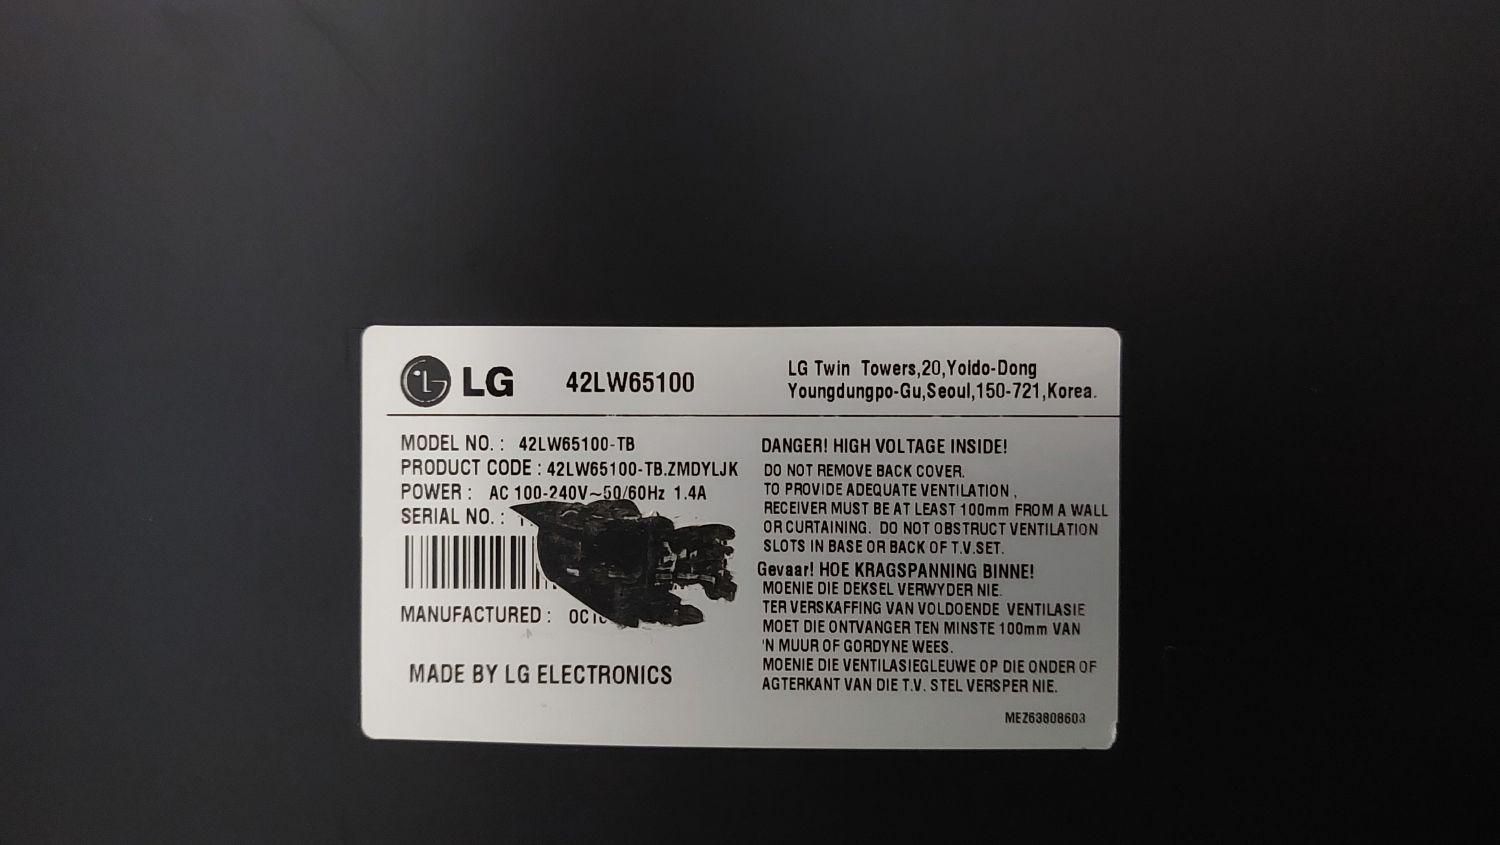 LG 42LW65100
LG Twin Towers,20,Yoido-Dong
Youngdungpo-Gu,Seoul,150-721,Korea.
MODEL NO. : 42LW65100-TB
PRODUCT CODE : 42LW65100-TB.ZMDYLJK
POWER : AC 100-240V~50/60Hz 1.4A
SERIAL NO. :
MANUFACTURED :
MADE BY LG ELECTRONICS
DANGER! HIGH VOLTAGE INSIDE!
DO NOT REMOVE BACK COVER.
TO PROVIDE ADEQUATE VENTILATION ,
RECEIVER MUST BE AT LEAST 100mm FROM A WALL
OR CURTAINING. DO NOT OBSTRUCT VENTILATION
SLOTS IN BASE OR BACK OF T.V.SET.
Gevaar! HOE KRAGSPANNING BINNE!
MOENIE DIE DEKSEL VERWYDER NIE.
TER VERSKAFFING VAN VOLDOENDE VENTILASIE
MOET DIE ONTVANGER TEN MINSTE 100mm VAN
'N MUUR OF GORDYNE WEES.
MOENIE DIE VENTILASIEGLEUWE OP DIE ONDER OF
AGTERKANT VAN DIE T.V. STEL VERSPER NIE.
MEZ63808603